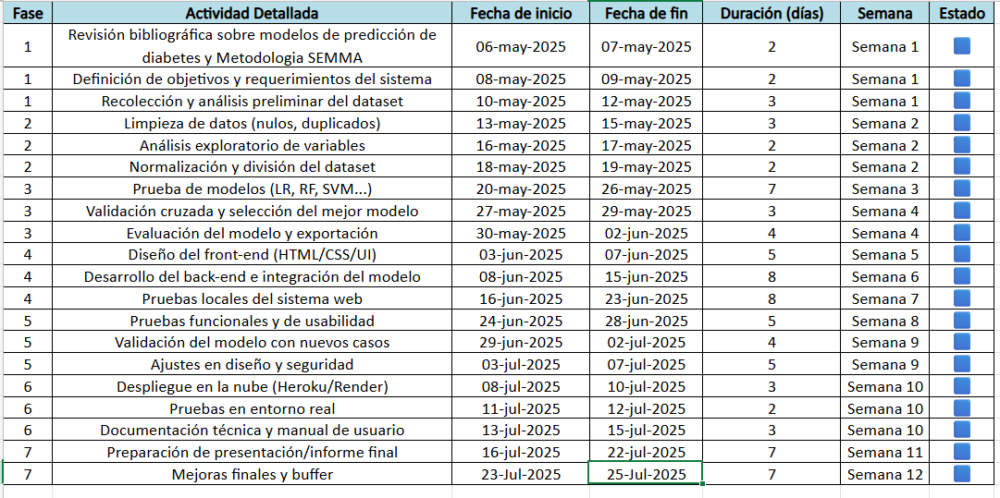 Fase Actividad Detallada Fecha de inicio Fecha de fin Duración (días) Semana Estado
1 Revisión bibliográfica sobre modelos de predicción de diabetes y Metodologia SEMMA 06-may-2025 07-may-2025 2 Semana 1
1 Definición de objetivos y requerimientos del sistema 08-may-2025 09-may-2025 2 Semana 1
1 Recolección y análisis preliminar del dataset 10-may-2025 12-may-2025 3 Semana 1
2 Limpieza de datos (nulos, duplicados) 13-may-2025 15-may-2025 3 Semana 2
2 Análisis exploratorio de variables 16-may-2025 17-may-2025 2 Semana 2
2 Normalización y división del dataset 18-may-2025 19-may-2025 2 Semana 2
3 Prueba de modelos (LR, RF, SVM...) 20-may-2025 26-may-2025 7 Semana 3
3 Validación cruzada y selección del mejor modelo 27-may-2025 29-may-2025 3 Semana 4
3 Evaluación del modelo y exportación 30-may-2025 02-jun-2025 4 Semana 4
4 Diseño del front-end (HTML/CSS/UI) 03-jun-2025 07-jun-2025 5 Semana 5
4 Desarrollo del back-end e integración del modelo 08-jun-2025 15-jun-2025 8 Semana 6
4 Pruebas locales del sistema web 16-jun-2025 23-jun-2025 8 Semana 7
5 Pruebas funcionales y de usabilidad 24-jun-2025 28-jun-2025 5 Semana 8
5 Validación del modelo con nuevos casos 29-jun-2025 02-jul-2025 4 Semana 9
5 Ajustes en diseño y seguridad 03-jul-2025 07-jul-2025 5 Semana 9
6 Despliegue en la nube (Heroku/Render) 08-jul-2025 10-jul-2025 3 Semana 10
6 Pruebas en entorno real 11-jul-2025 12-jul-2025 2 Semana 10
6 Documentación técnica y manual de usuario 13-jul-2025 15-jul-2025 3 Semana 10
7 Preparación de presentación/informe final 16-jul-2025 22-jul-2025 7 Semana 11
7 Mejoras finales y buffer 23-Jul-2025 25-Jul-2025 7 Semana 12